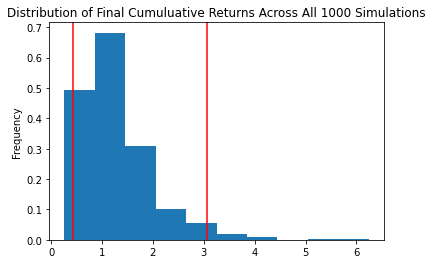 Distribution of Final Cumuluative Returns Across All 1000 Simulations
0.7
0.6
0.5
0.4
0.3
0.2
0.1
0.0
Frequency
0 1 2 3 4 5 6